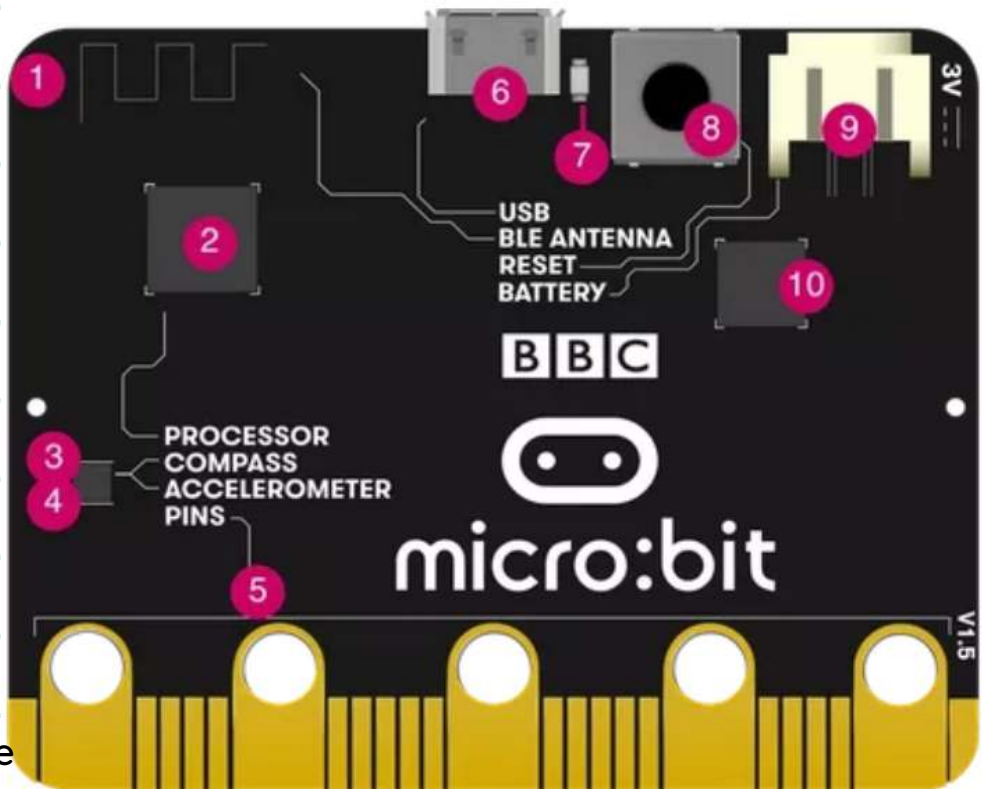 1
6
7
8
9
3V
2
USB
BLE ANTENNA
RESET
BATTERY
10
BBC
PROCESSOR
3
COMPASS
4
ACCELEROMETER
PINS
micro:bit
5
V1.5
e